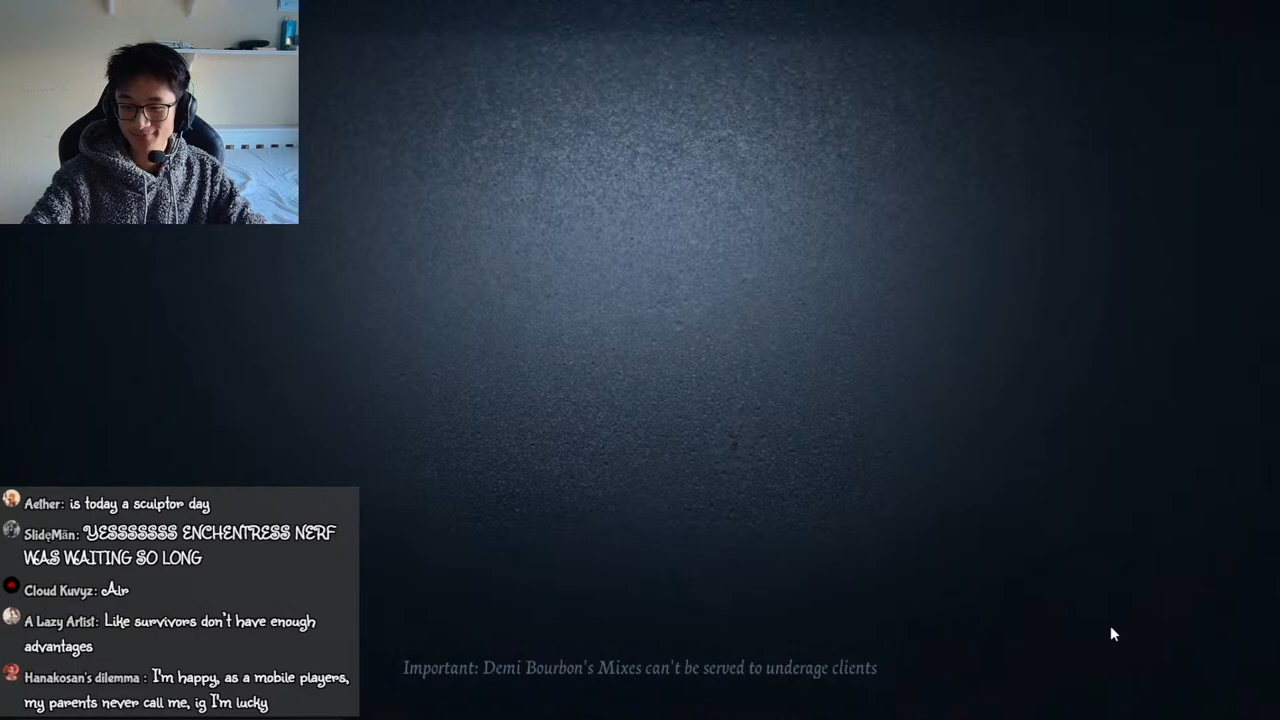 Aether: is today a sculptor day
SlidęMān: YESSSSSSS ENCHENTRESS NERF
WAS WAITING SO LONG
Cloud Kuvyz: Alr
A Lazy Artist: Like survivors don't have enough
advantages
Hanakosan's dilemma : I'm happy, as a mobile players,
my parents never call me, ig I'm lucky
Important: Demi Bourbon's Mixes can't be served to underage clients